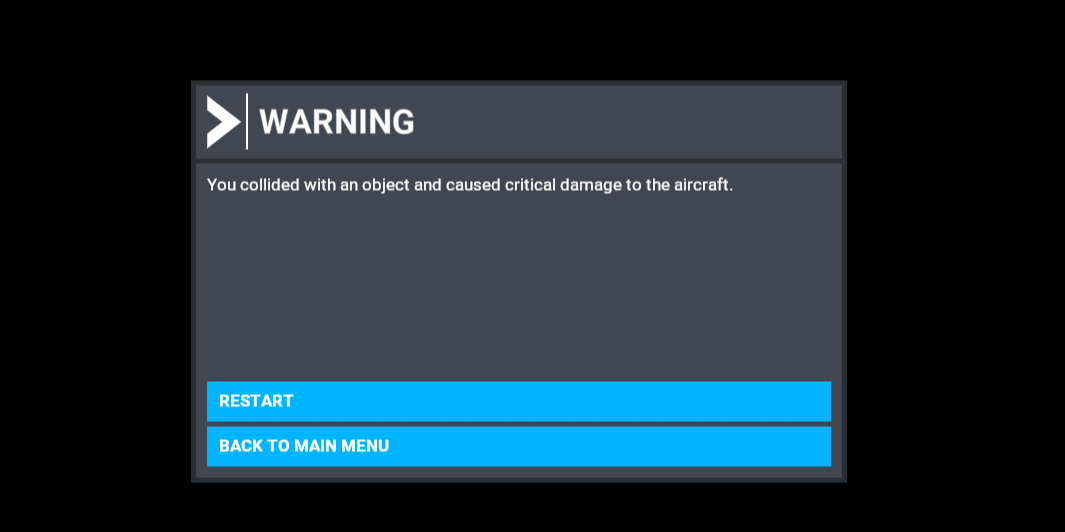 WARNING
You collided with an object and caused critical damage to the aircraft.
RESTART
BACK TO MAIN MENU